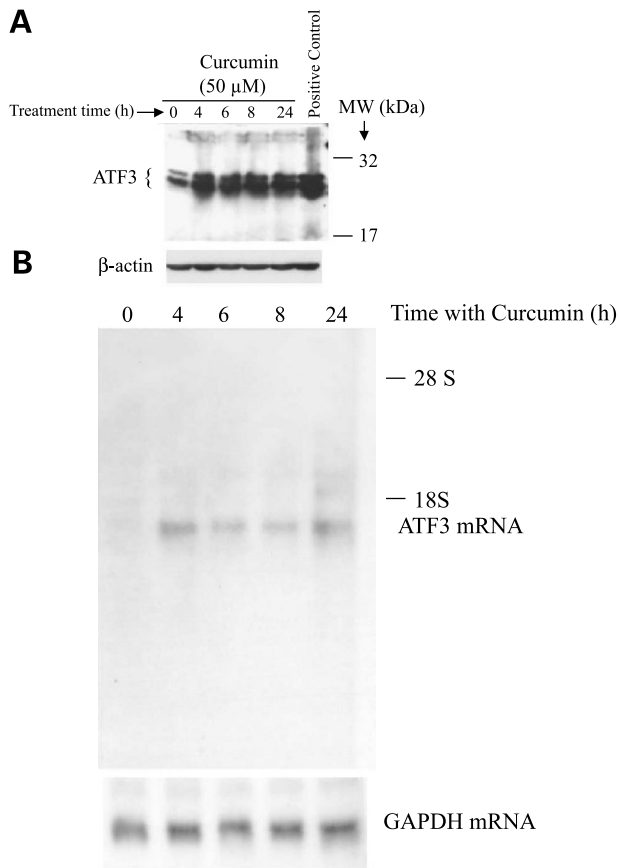 A
Curcumin
(50 µM)
Positive Control
Treatment time (h)
0 4 6 8 24
MW (kDa)
32
ATF3 {
17
β-actin
B
0 4 6 8 24 Time with Curcumin (h)
28 S
18S
ATF3 mRNA
GAPDH mRNA